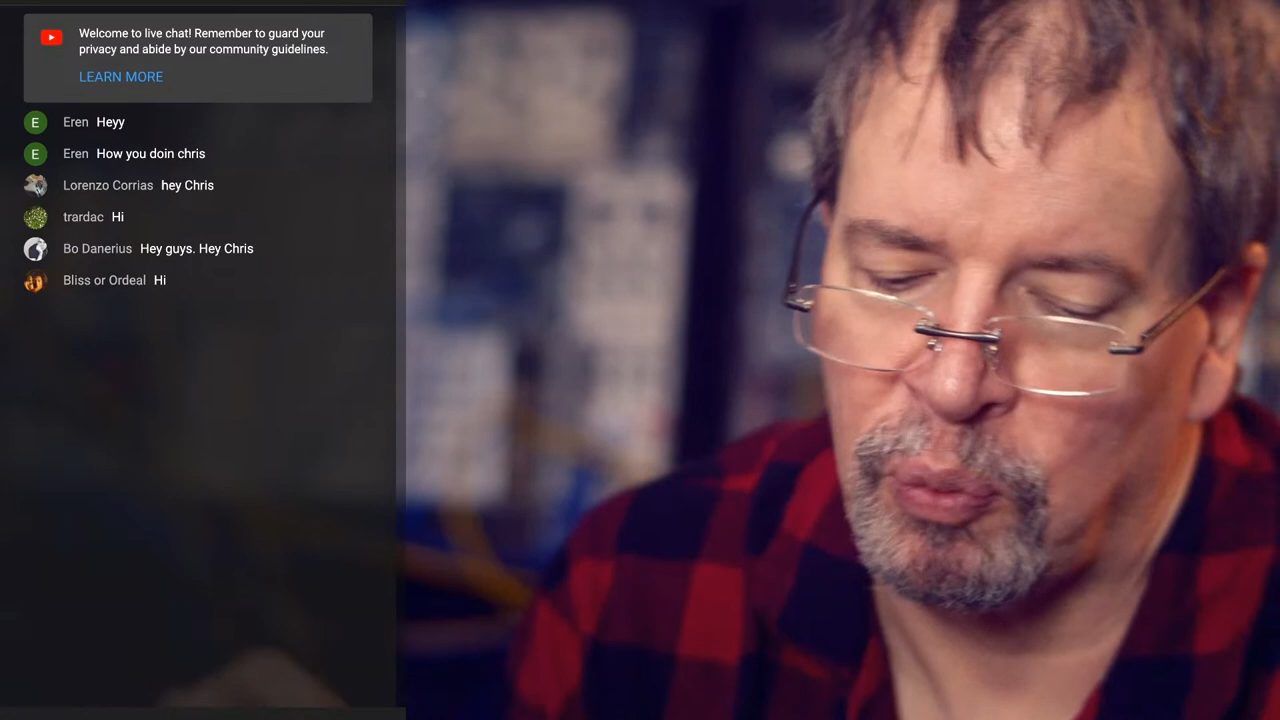 Welcome to live chat! Remember to guard your
privacy and abide by our community guidelines.
LEARN MORE
E Eren Heyy
E Eren How you doin chris
Lorenzo Corrias hey Chris
trardac Hi
Bo Danerius Hey guys. Hey Chris
Bliss or Ordeal Hi